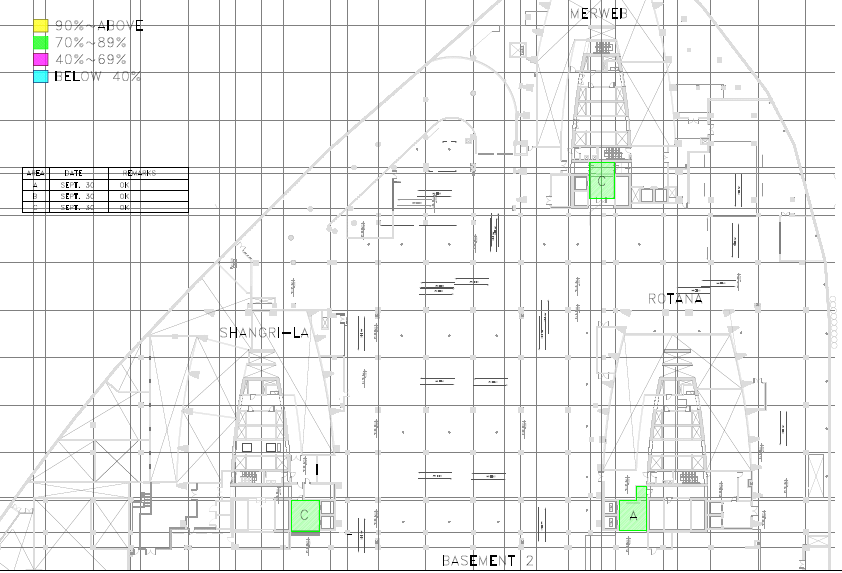 MERWEB
90%~ABOVE
70%~89%
40%~69%
BELOW 40%
AREA DATE REMARKS
A SEPT. 30 OK
B SEPT. 30 OK
C SEPT. 30 OK
C
ROTANA
SHANGRI-LA
C
A
BASEMENT 2